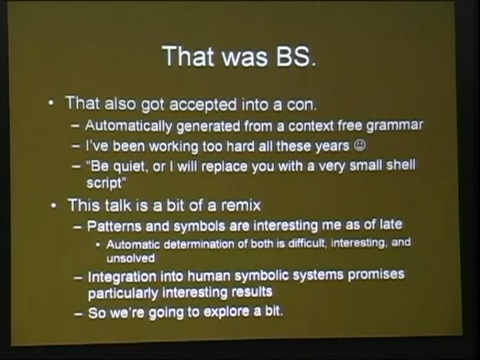 That was BS.
• That also got accepted into a con.
– Automatically generated from a context free grammar
– I've been working too hard all these years ☺
– "Be quiet, or I will replace you with a very small shell
script"
• This talk is a bit of a remix
– Patterns and symbols are interesting me as of late
• Automatic determination of both is difficult, interesting, and
unsolved
– Integration into human symbolic systems promises
particularly interesting results
– So we're going to explore a bit.